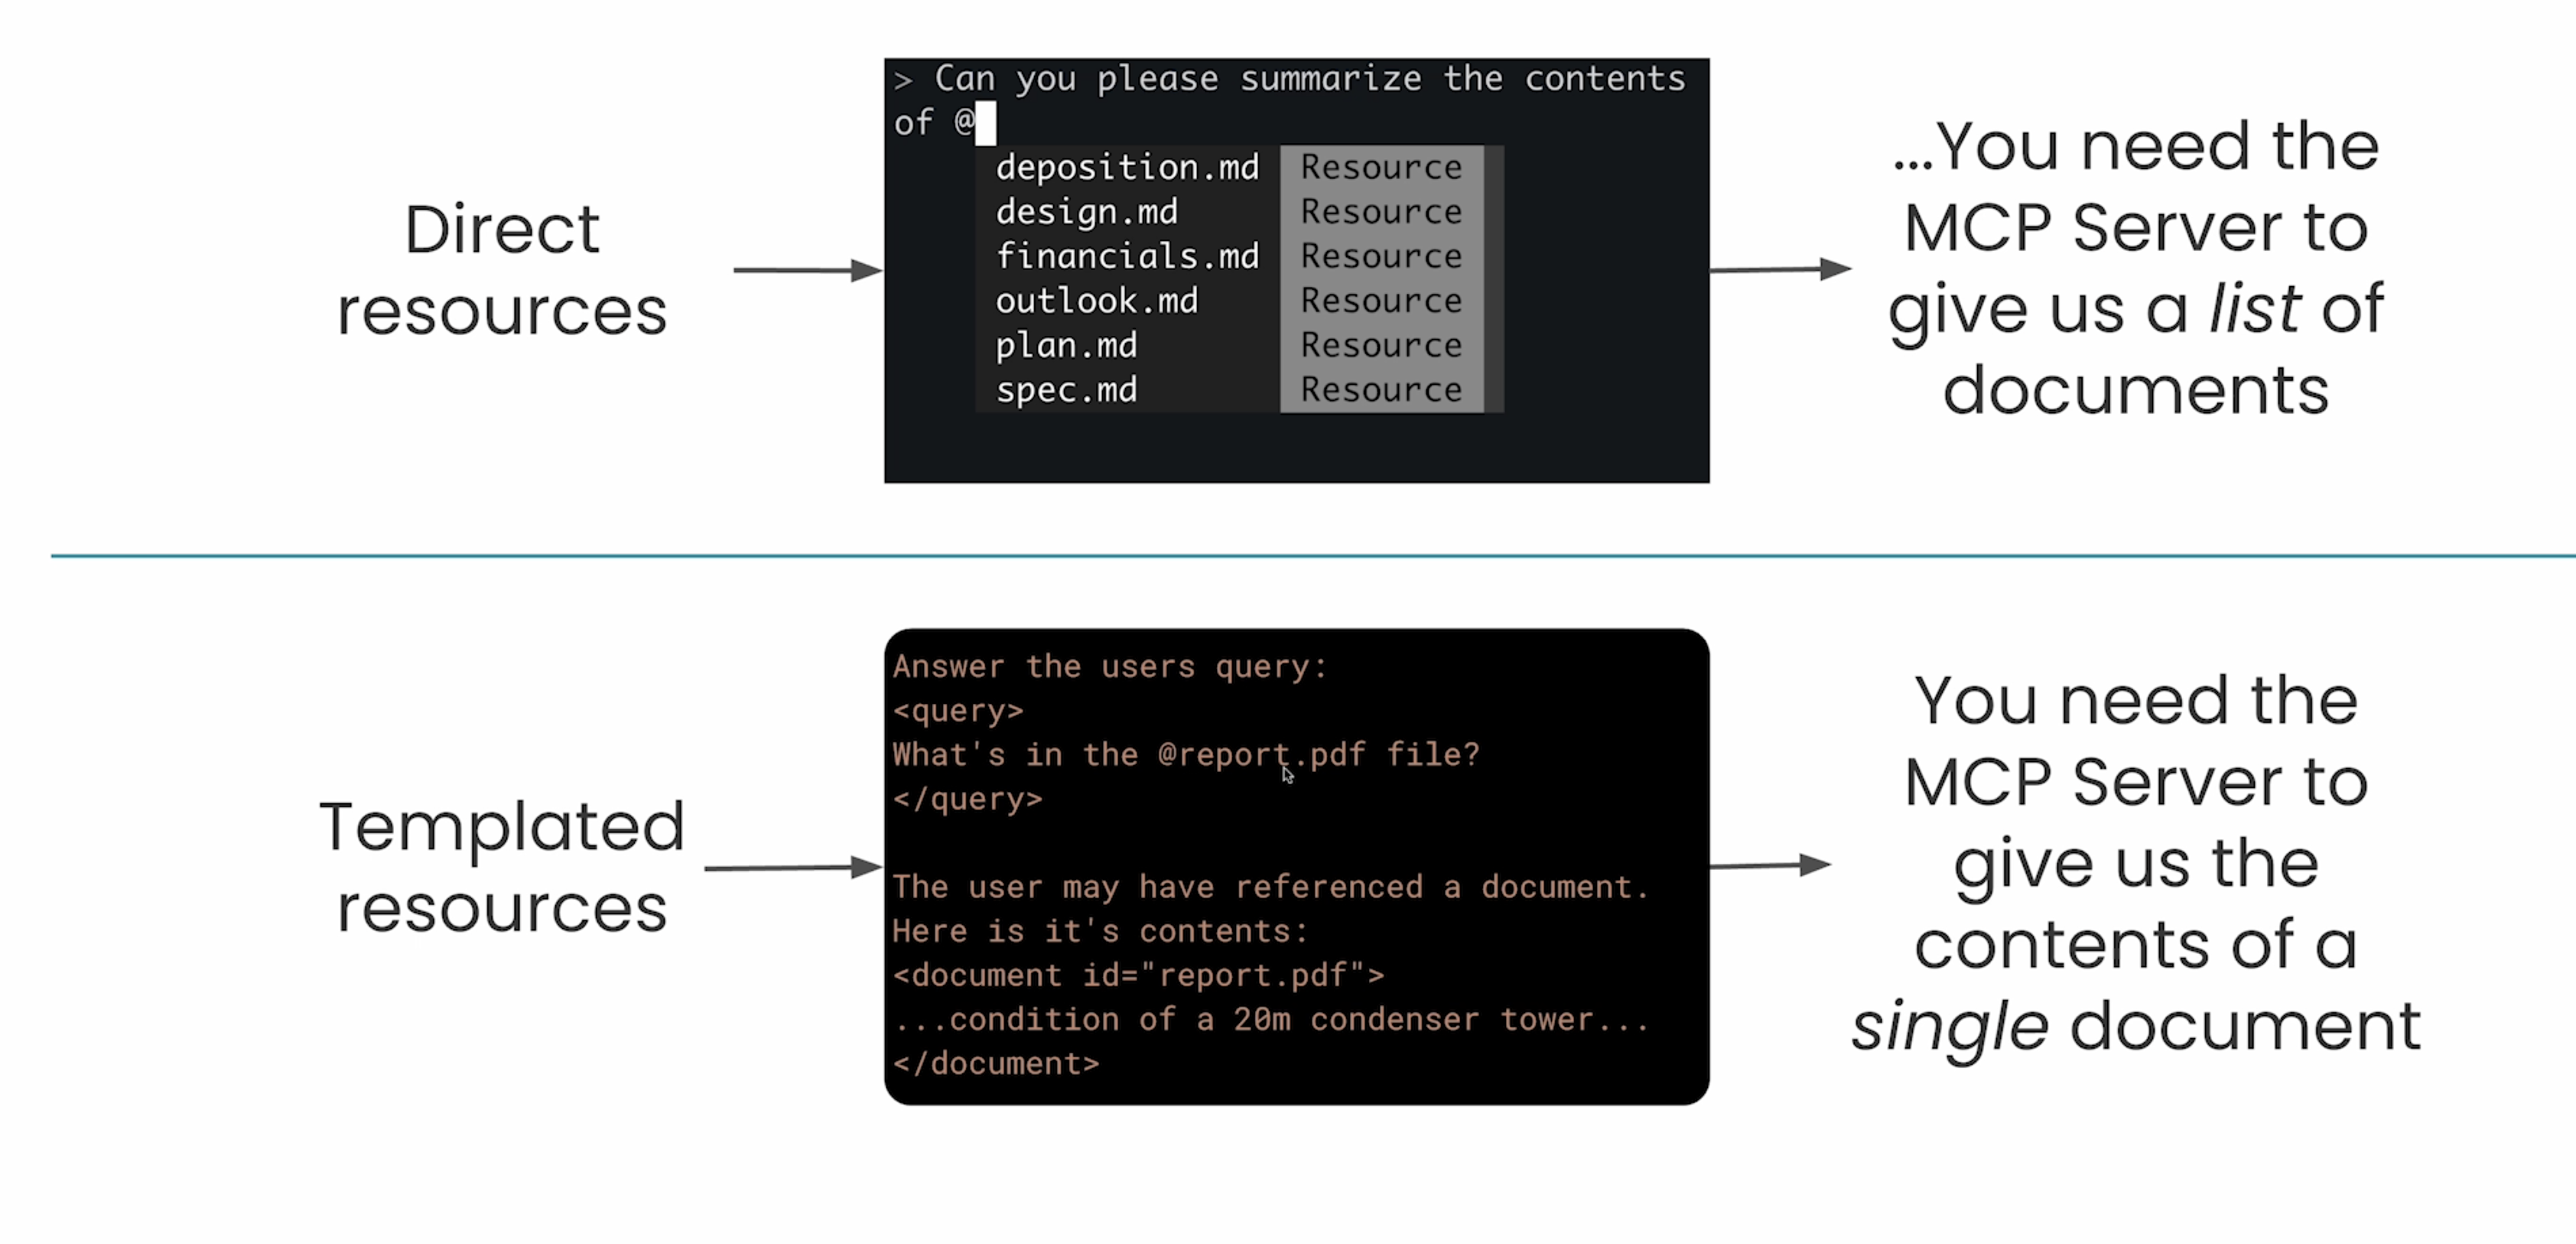 Direct
resources
> Can you please summarize the contents
of @
deposition.md Resource
design.md Resource
financials.md Resource
outlook.md Resource
plan.md Resource
spec.md Resource
...You need the
MCP Server to
give us a list of
documents
Templated
resources
Answer the users query:
<query>
What's in the @report.pdf file?
</query>
The user may have referenced a document.
Here is it's contents:
<document id="report.pdf">
...condition of a 20m condenser tower...
</document>
You need the
MCP Server to
give us the
contents of a
single document